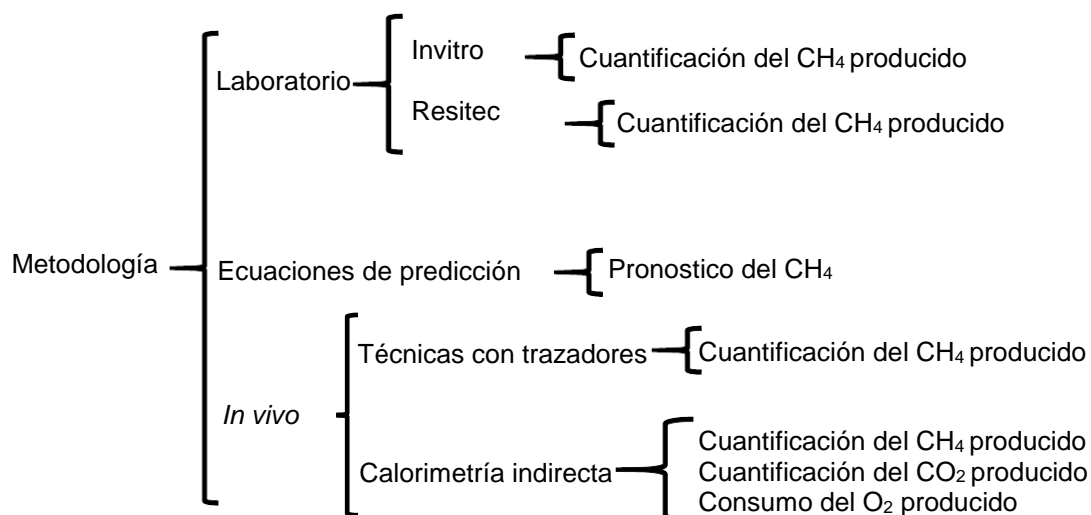 Metodología
Laboratorio
Invitro
Cuantificación del CH4 producido
Resitec
Cuantificación del CH4 producido
Ecuaciones de predicción
Pronostico del CH4
In vivo
Técnicas con trazadores
Cuantificación del CH4 producido
Calorimetría indirecta
Cuantificación del CH4 producido
Cuantificación del CO2 producido
Consumo del O2 producido